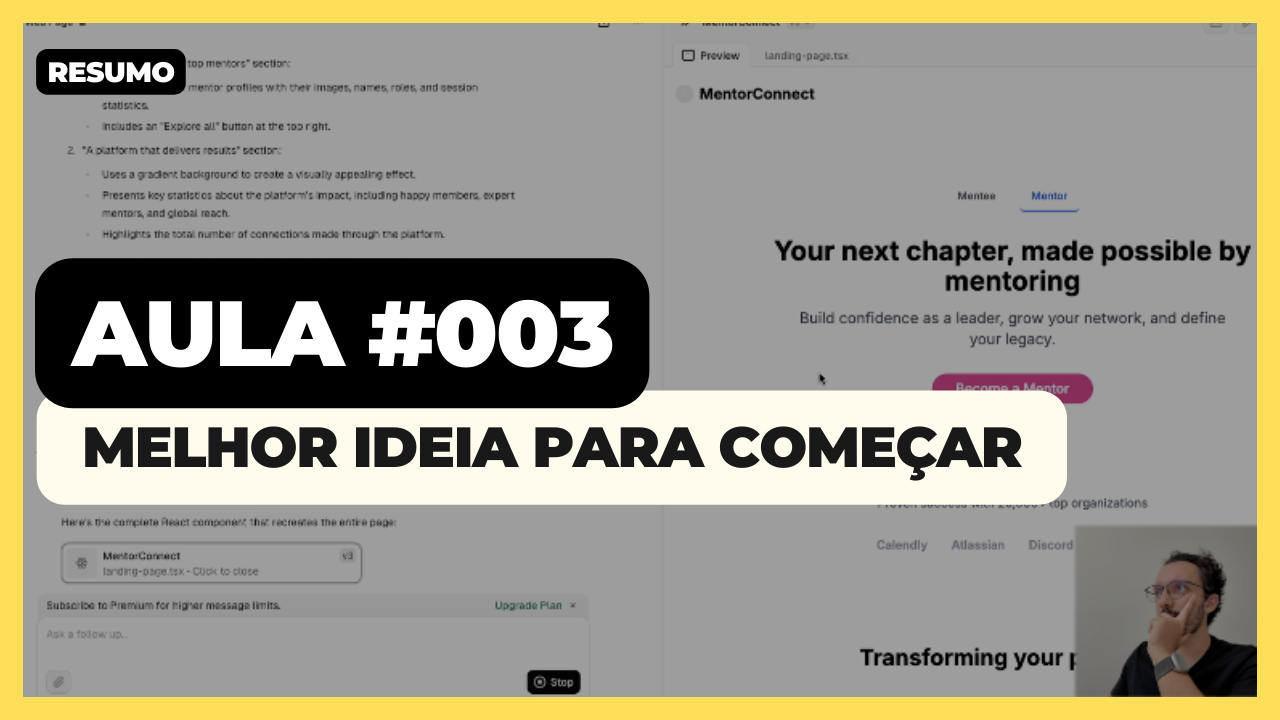 RESUMO
top mentors" section:
mentor profiles with their images, names, roles, and session
statistics.
Includes an "Explore all" button at the top right.
2. "A platform that delivers results" section:
Uses a gradient background to create a visually appealing effect.
Presents key statistics about the platform's impact, including happy members, expert
mentors, and global reach.
Highlights the total number of connections made through the platform.
AULA #003
MELHOR IDEIA PARA COMEÇAR
Here's the complete React component that recreates the entire page:
MentorConnect
v3
landing-page.tsx - Click to close
Subscribe to Premium for higher message limits.
Upgrade Plan ×
Ask a follow up...
Stop
MentorConnect
Preview
landing-page.tsx
MentorConnect
Mentee
Mentor
Your next chapter, made possible by
mentoring
Build confidence as a leader, grow your network, and define
your legacy.
Become a Mentor
top organizations
Calendly
Atlassian
Discord
Transforming your